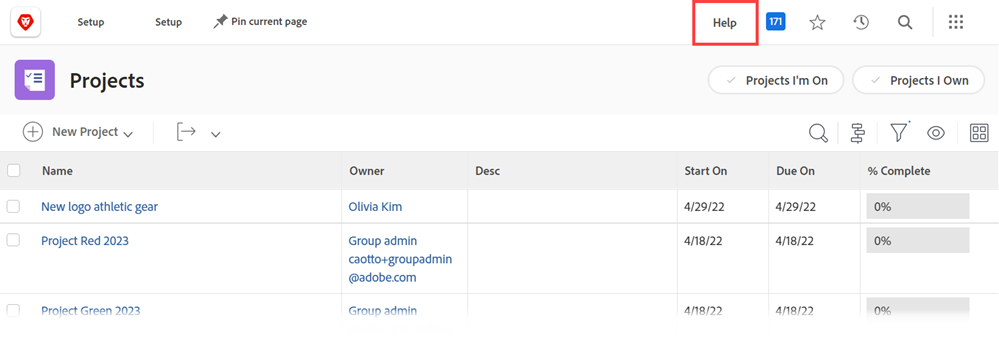 Setup Setup Pin current page Help 171
Projects Projects I'm On Projects I Own
New Project
Name Owner Desc Start On Due On % Complete
New logo athletic gear Olivia Kim 4/29/22 4/29/22 0%
Project Red 2023 Group admin 4/18/22 4/18/22 0%
caotto+groupadmin
@adobe.com
Project Green 2023 Group admin 4/18/22 4/18/22 0%